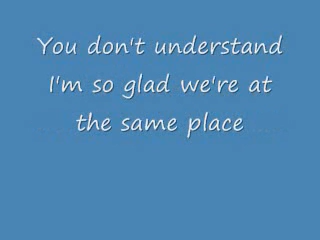 You don't understand
I'm so glad we're at
the same place